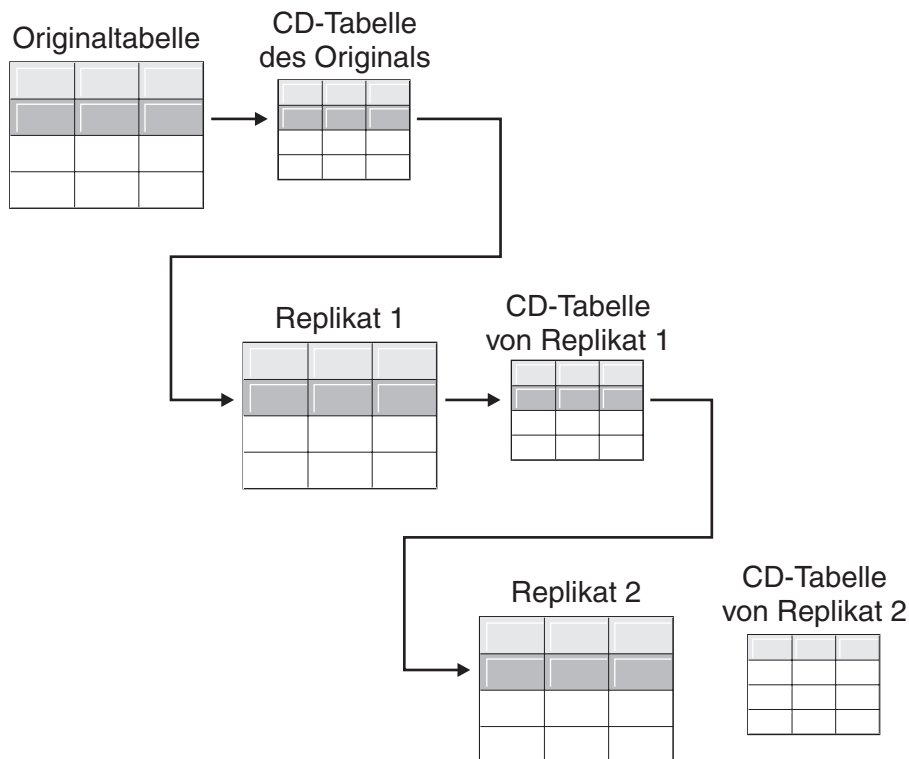 Originaltabelle
CD-Tabelle
des Originals
Replikat 1
CD-Tabelle
von Replikat 1
Replikat 2
CD-Tabelle
von Replikat 2